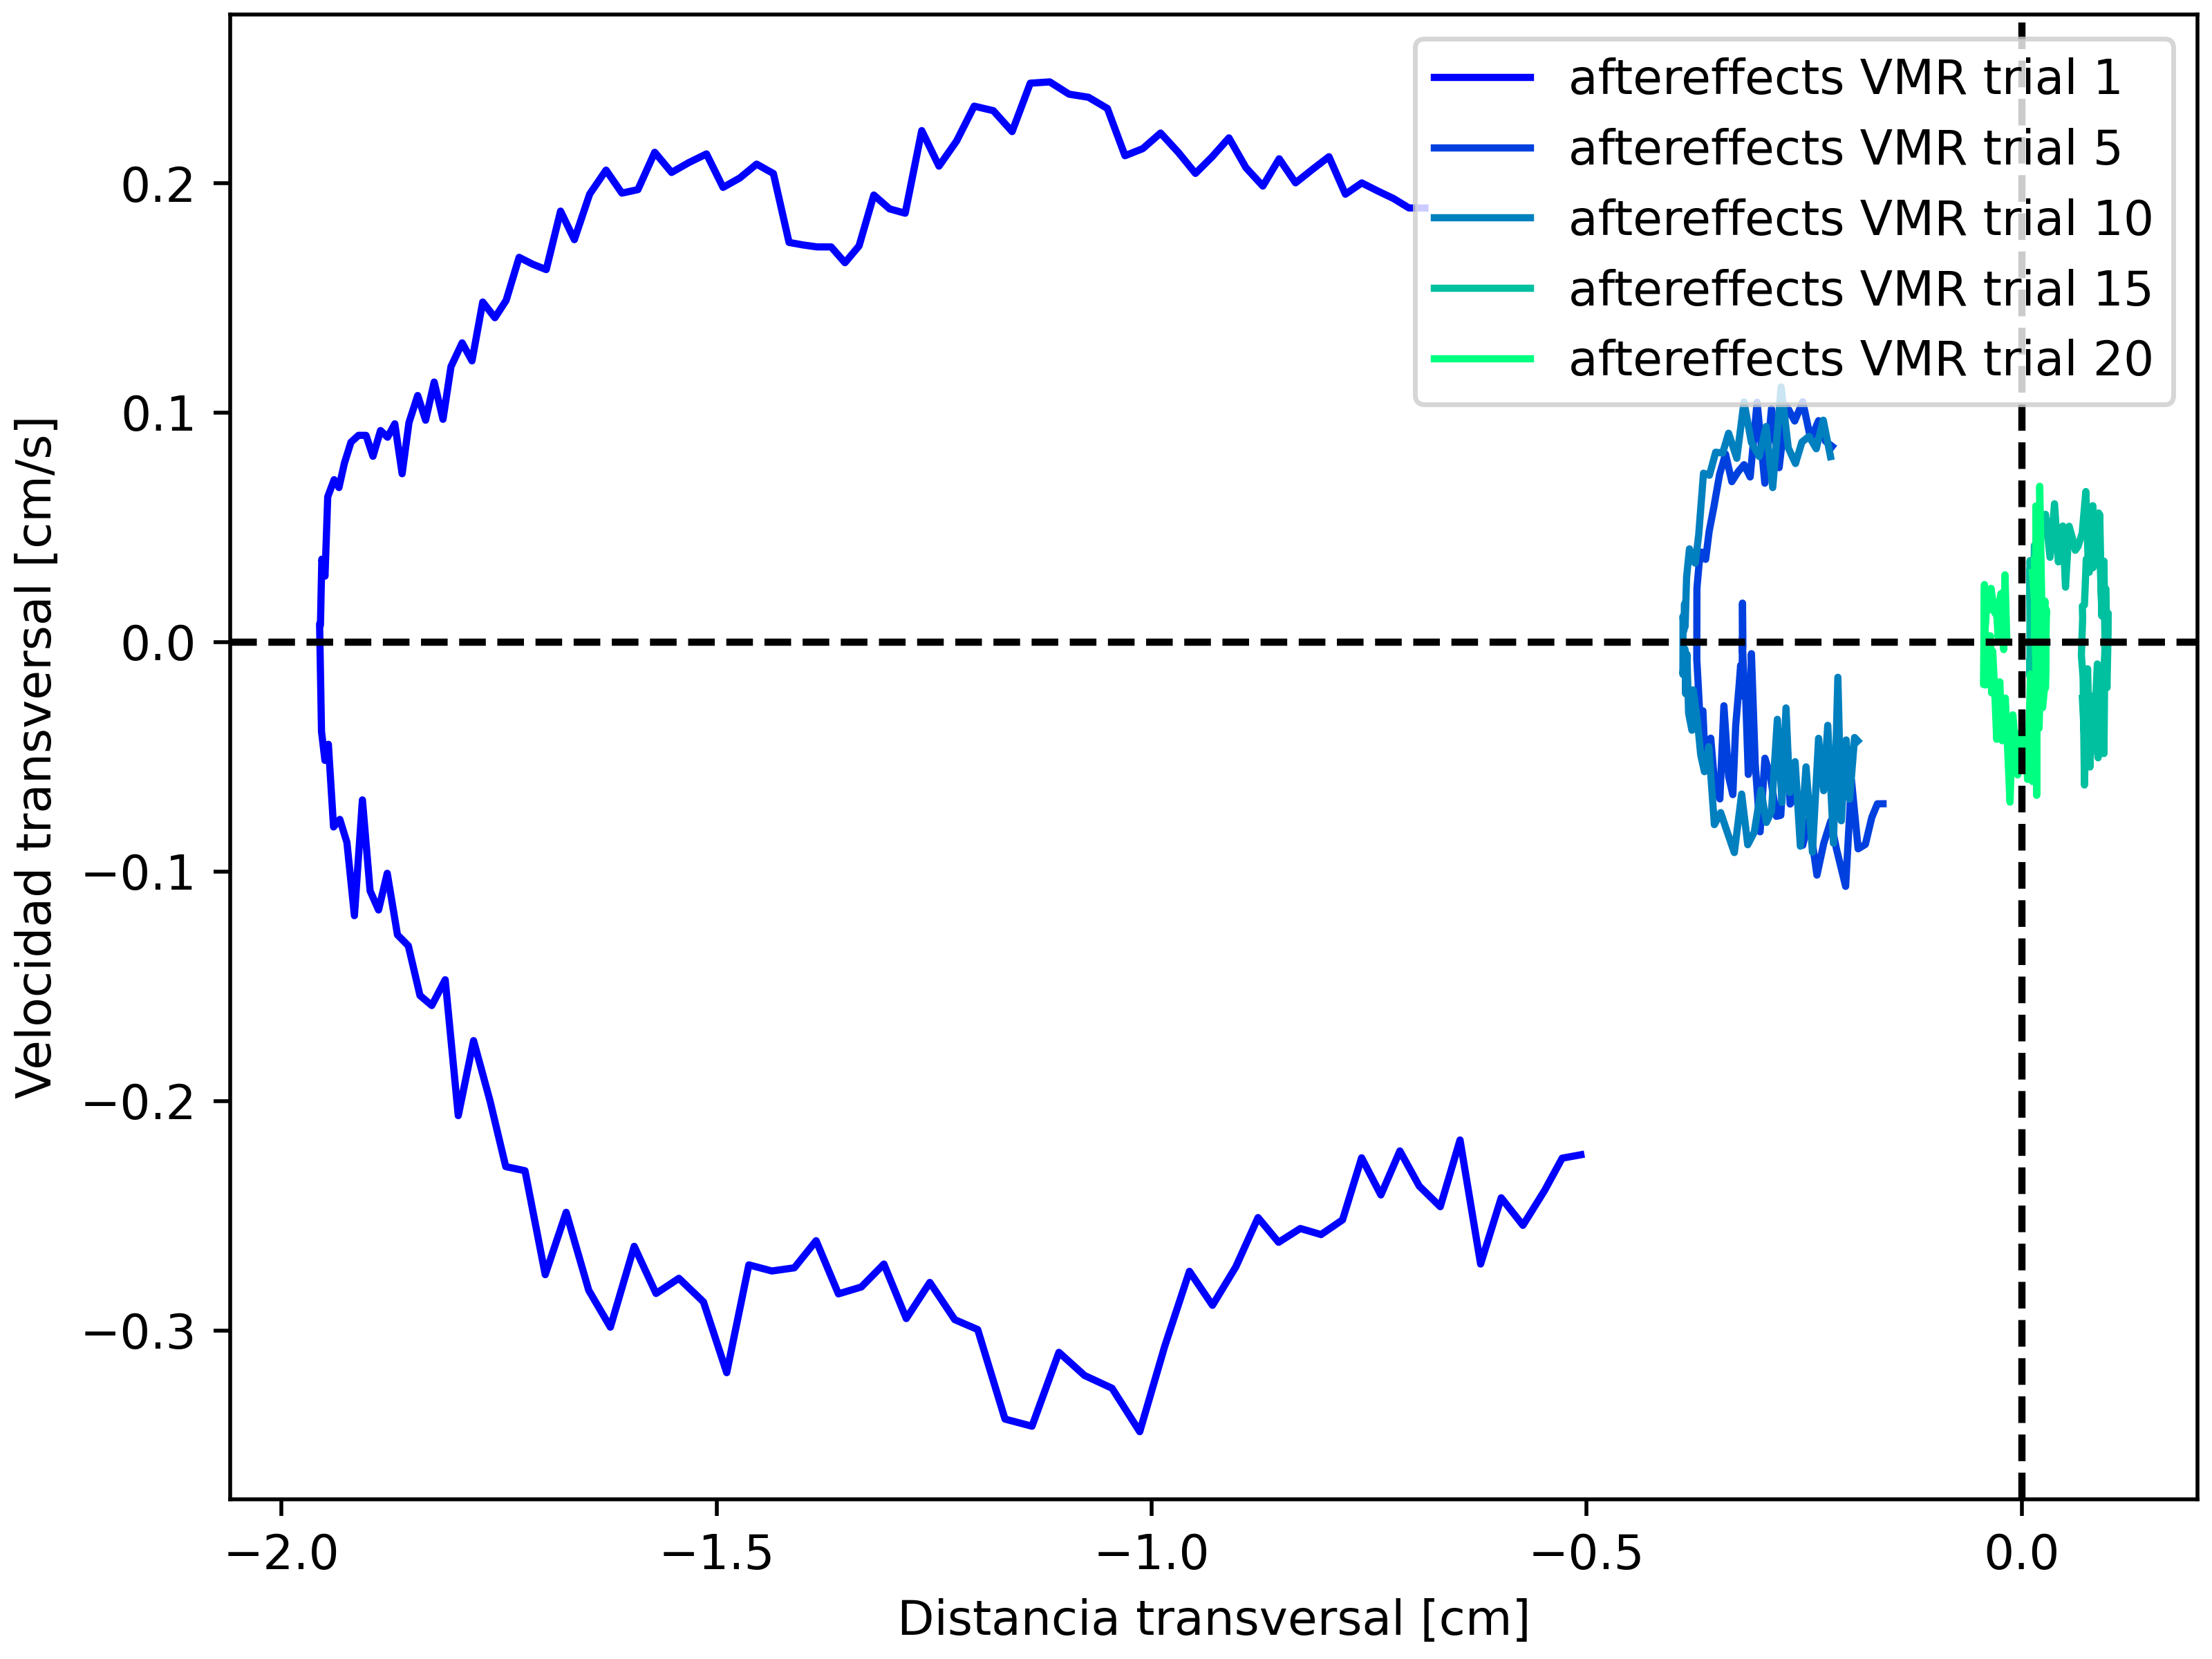 aftereffects VMR trial 1
aftereffects VMR trial 5
aftereffects VMR trial 10
aftereffects VMR trial 15
aftereffects VMR trial 20
Velocidad transversal [cm/s]
0.2
0.1
0.0
−0.1
−0.2
−0.3
−2.0 −1.5 −1.0 −0.5 0.0
Distancia transversal [cm]